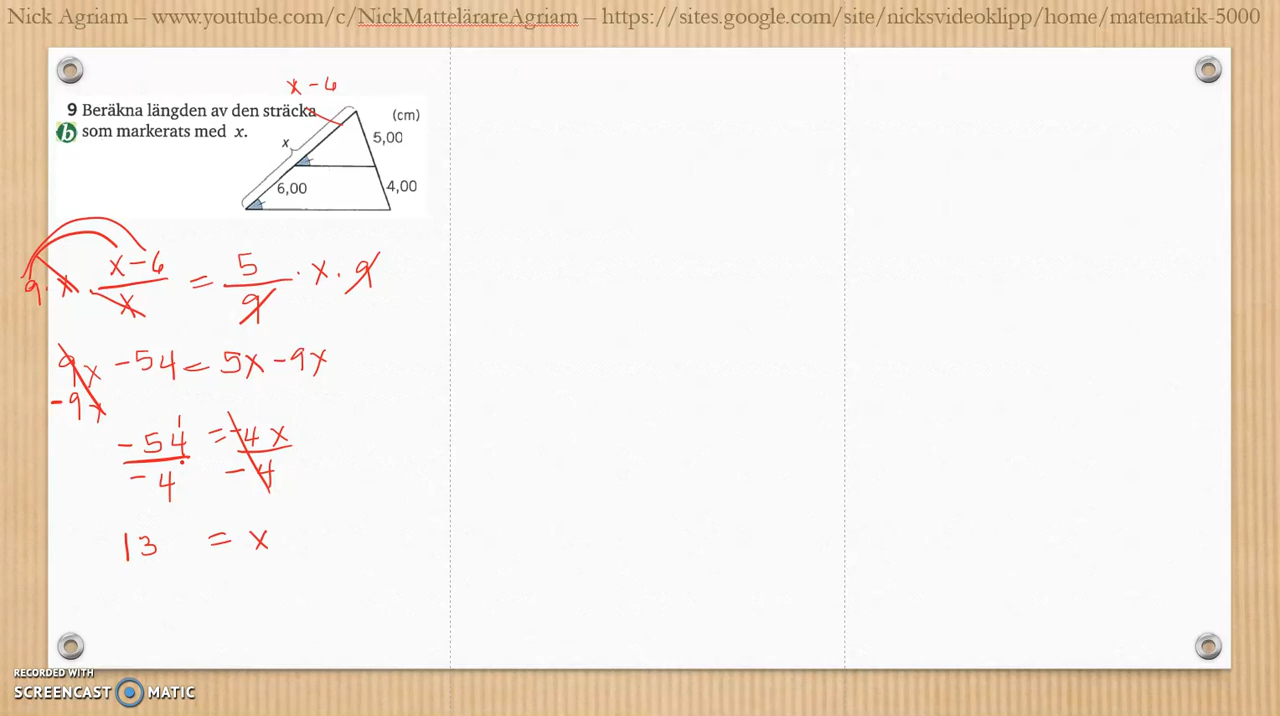 Nick Agriam – www.youtube.com/c/NickMattelärareAgriam – https://sites.google.com/site/nicksvideoklipp/home/matematik-5000
x - 6
9 Beräkna längden av den sträcka
b som markerats med x.
(cm)
5,00
x
6,00
4,00
9 · x · (x - 6)/x = 5/9 · x · 9
9x - 54 = 5x - 9x
-9x
-54/-4 = -4x/-4
1
13 = x
RECORDED WITH
SCREENCAST MATIC